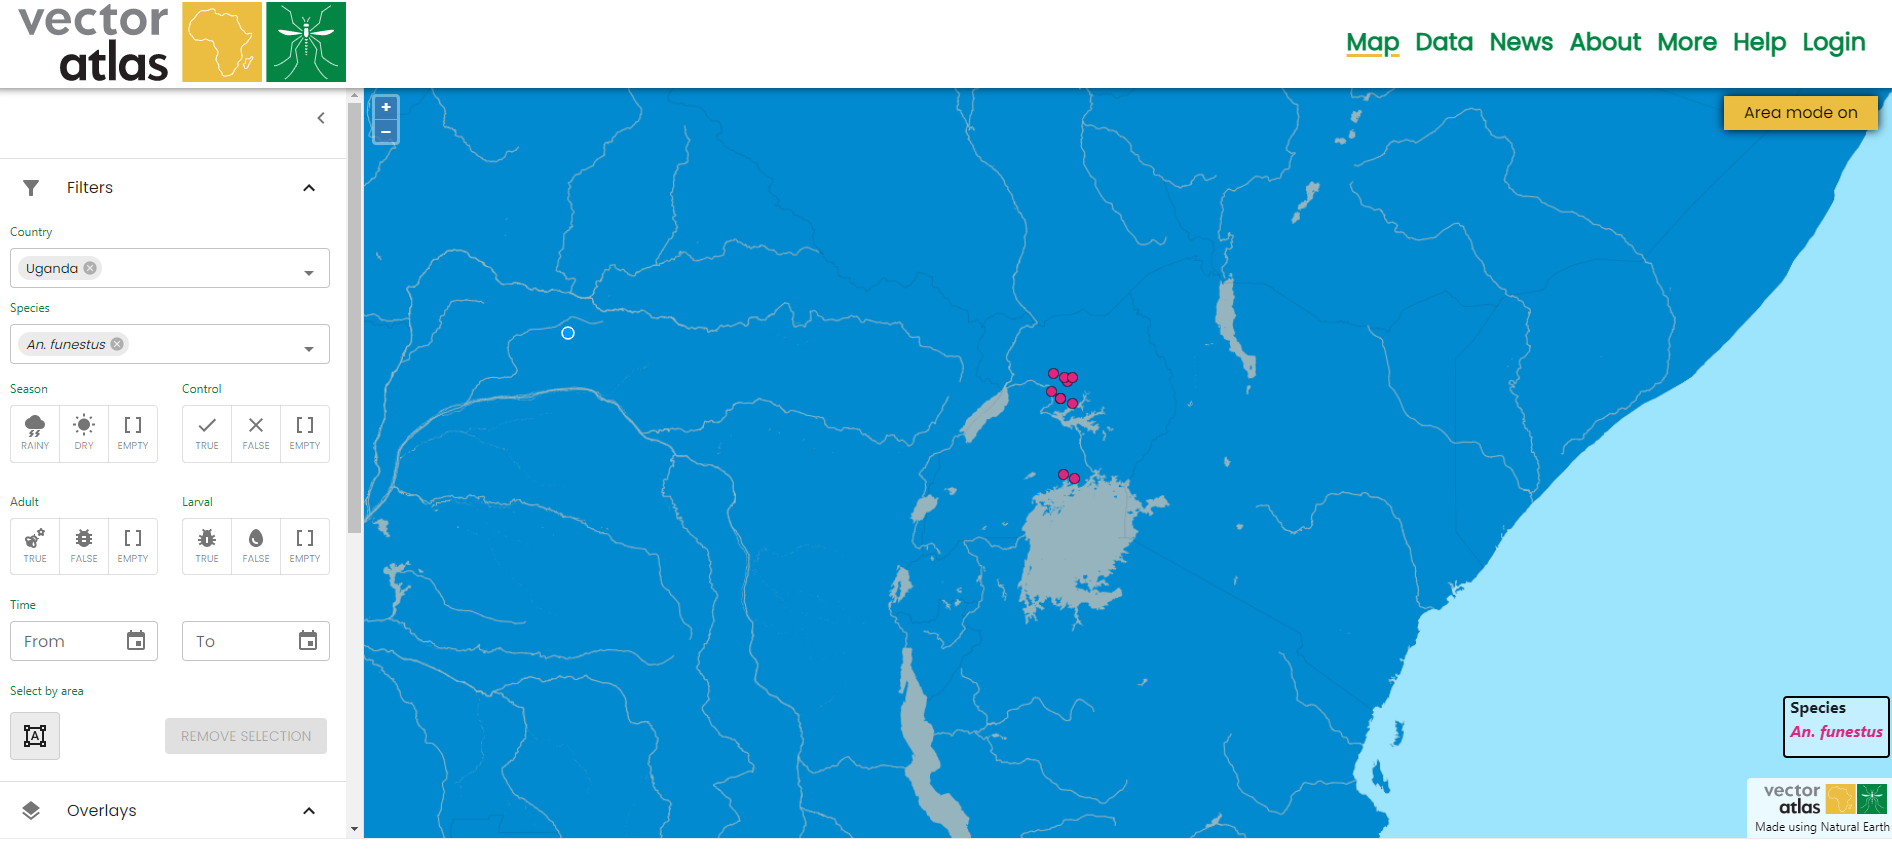 vector
atlas
Map Data News About More Help Login
+
−
Area mode on
Filters
Country
Uganda
Species
An. funestus
Season Control
RAINY DRY EMPTY TRUE FALSE EMPTY
Adult Larval
TRUE FALSE EMPTY TRUE FALSE EMPTY
Time
From To
Select by area
A REMOVE SELECTION
Overlays
Species
An. funestus
vector
atlas
Made using Natural Earth